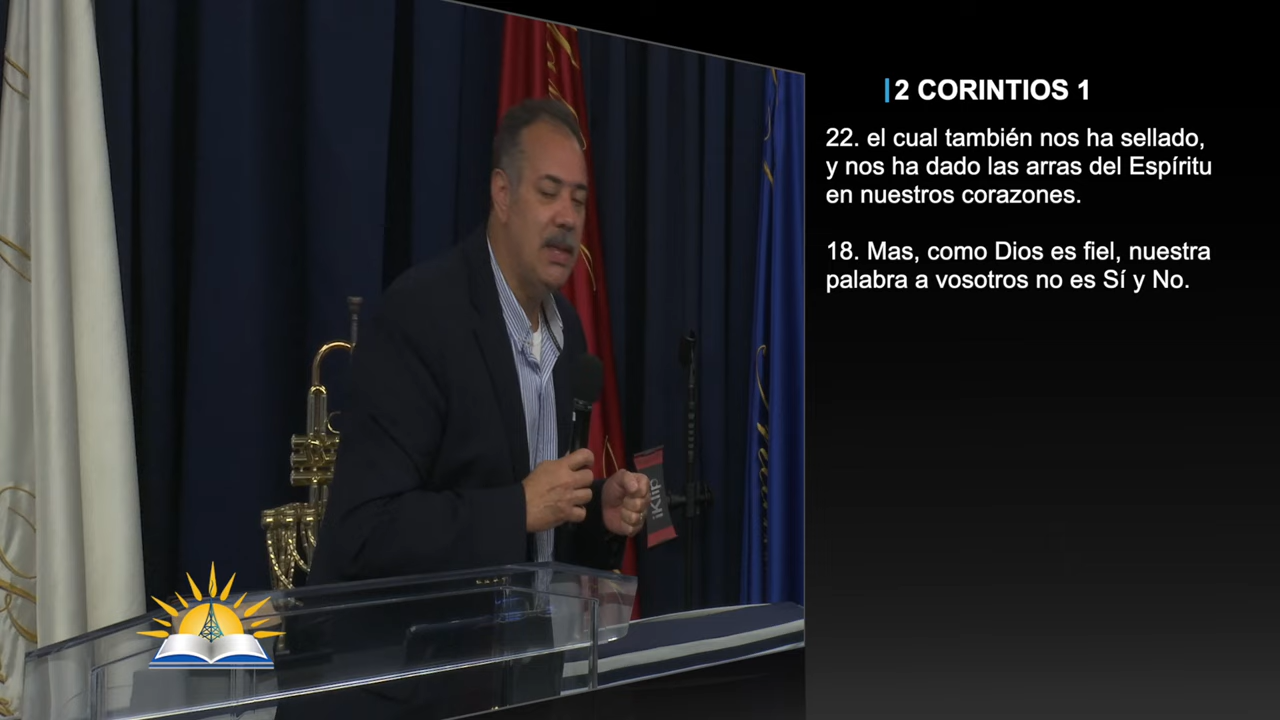 2 CORINTIOS 1
22. el cual también nos ha sellado,
y nos ha dado las arras del Espíritu
en nuestros corazones.
18. Mas, como Dios es fiel, nuestra
palabra a vosotros no es Sí y No.
iKlip